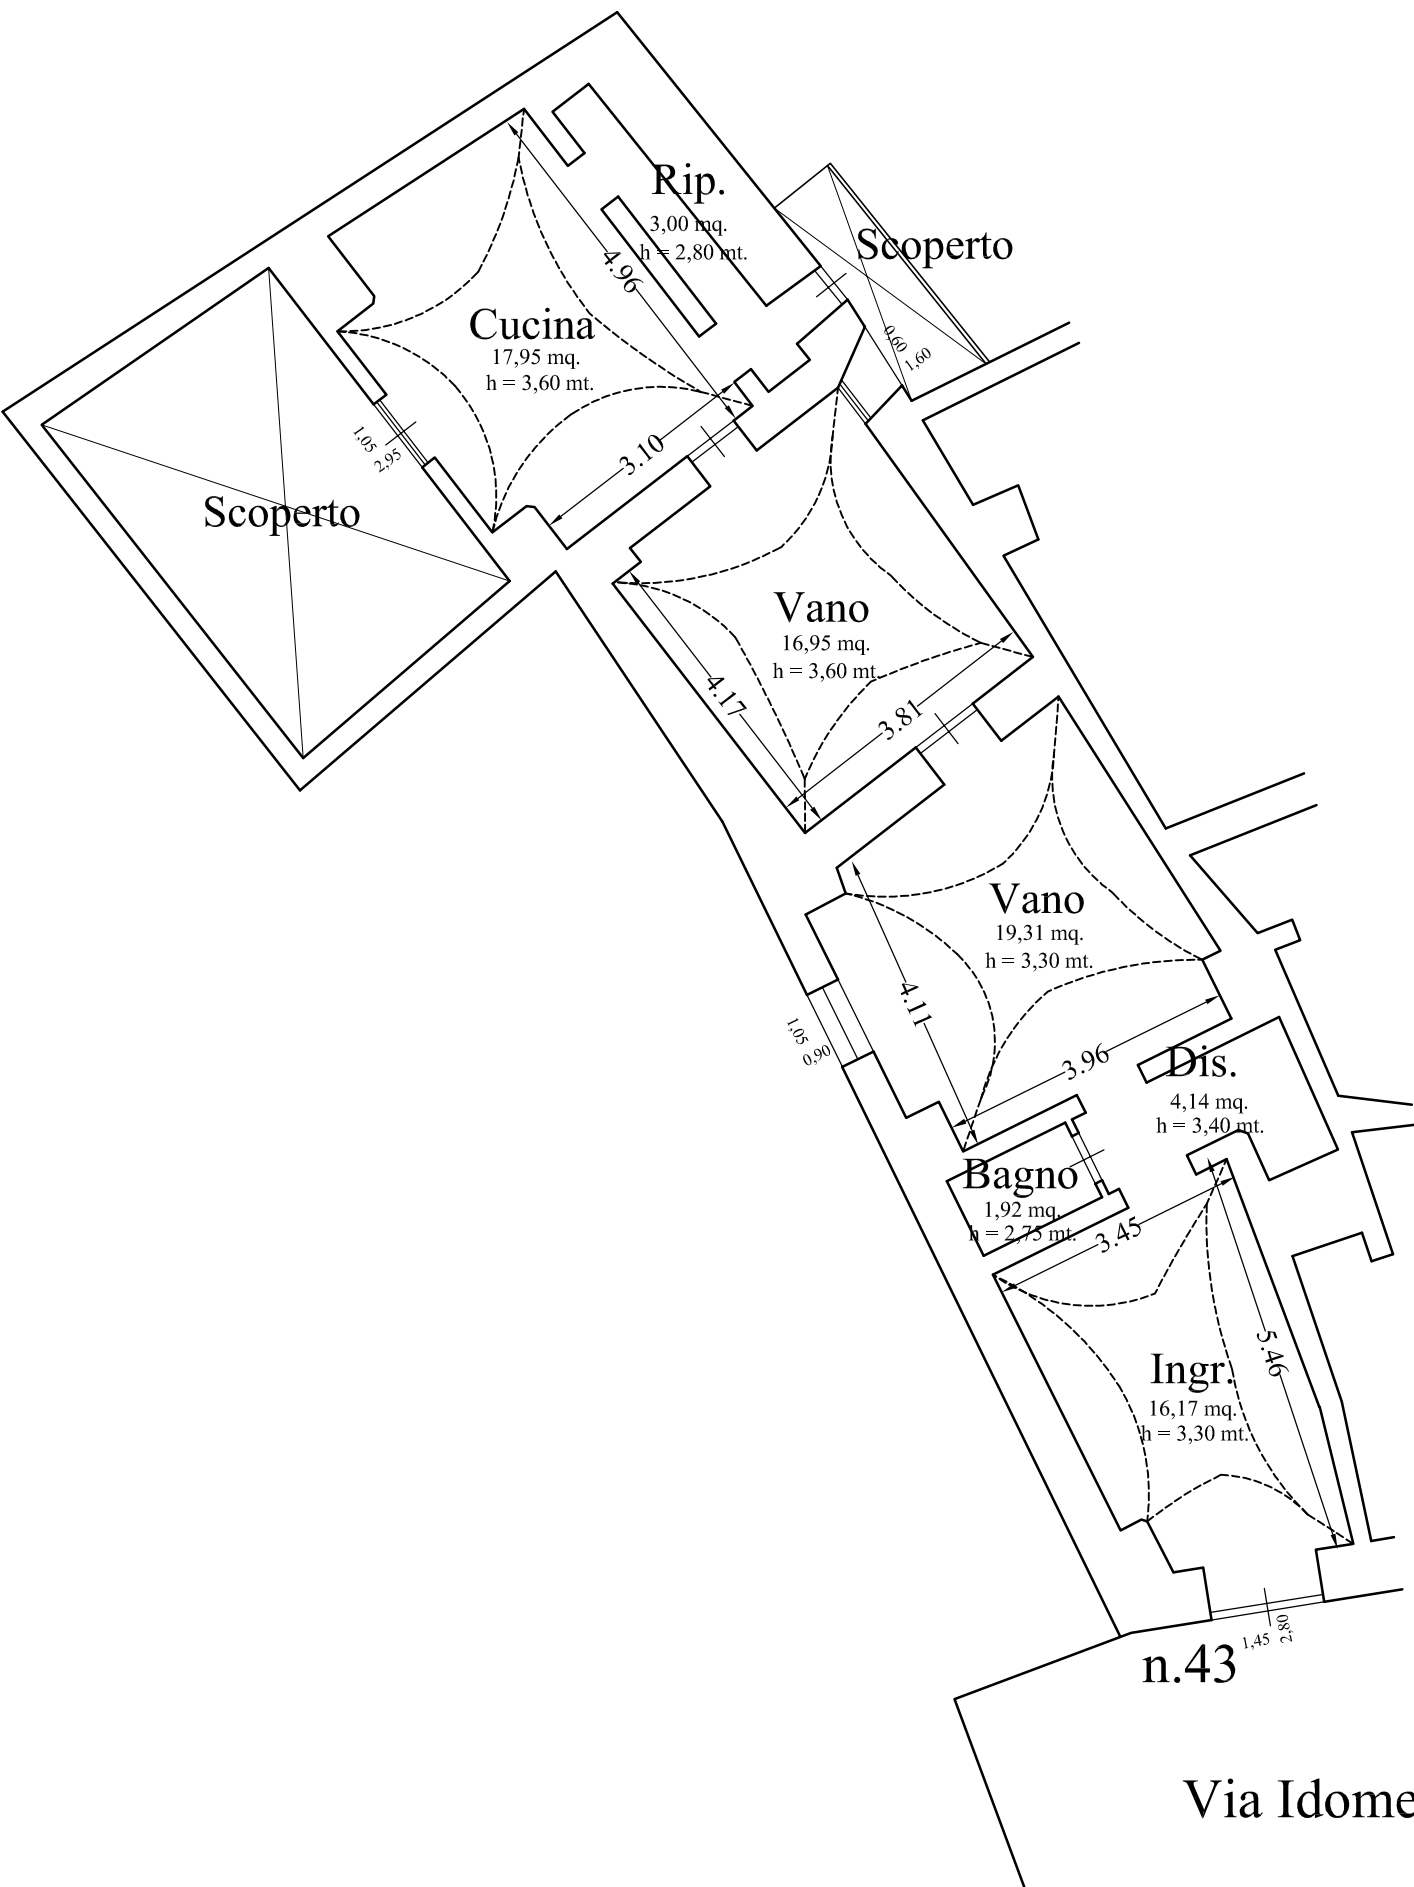 Rip.
3,00 mq.
h = 2,80 mt.
Scoperto
0,60
1,60
4.96
Cucina
17,95 mq.
h = 3,60 mt.
1,05
2,95
3.10
Scoperto
Vano
16,95 mq.
h = 3,60 mt.
4.17
3.81
Vano
19,31 mq.
h = 3,30 mt.
4.11
1,05
0,90
3.96
Dis.
4,14 mq.
h = 3,40 mt.
Bagno
1,92 mq.
h = 2,75 mt.
3.45
5.46
Ingr.
16,17 mq.
h = 3,30 mt.
1,45
2,80
n.43
Via Idome